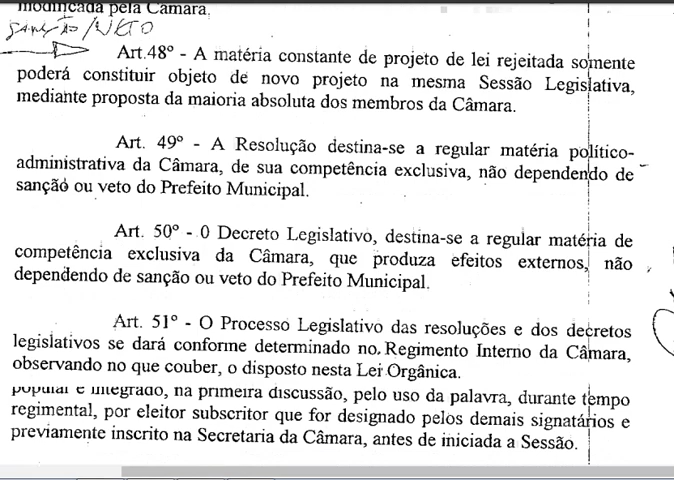 modificada pela Câmara.
SANÇÃO/VETO
Art.48º - A matéria constante de projeto de lei rejeitada somente
poderá constituir objeto de novo projeto na mesma Sessão Legislativa,
mediante proposta da maioria absoluta dos membros da Câmara.
Art. 49º - A Resolução destina-se a regular matéria político-
administrativa da Câmara, de sua competência exclusiva, não dependendo de
sanção ou veto do Prefeito Municipal.
Art. 50º - 0 Decreto Legislativo, destina-se a regular matéria de
competência exclusiva da Câmara, que produza efeitos externos, não
dependendo de sanção ou veto do Prefeito Municipal.
Art. 51º - O Processo Legislativo das resoluções e dos decretos
legislativos se dará conforme determinado no. Regimento Interno da Câmara,
observando no que couber, o disposto nesta Lei Orgânica.
popular e integrado, na primeira discussão, pelo uso da palavra, durante tempo
regimental, por eleitor subscritor que for designado pelos demais signatários e
previamente inscrito na Secretaria da Câmara, antes de iniciada a Sessão.